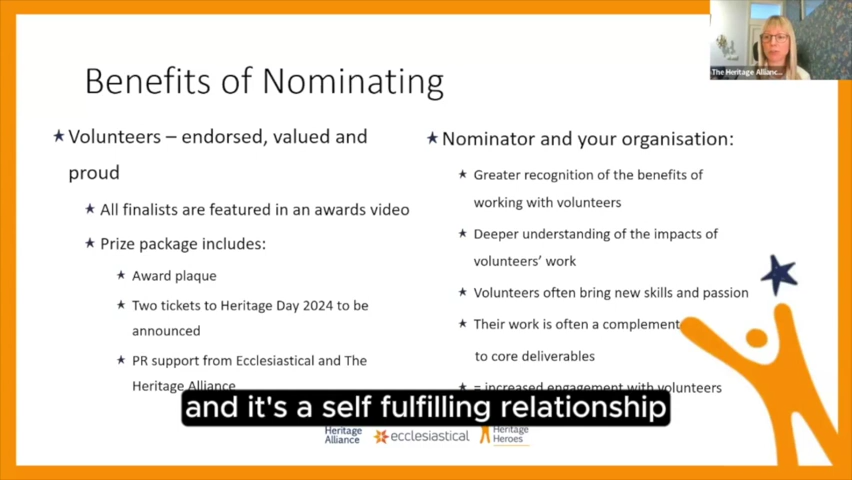 Benefits of Nominating
The Heritage Allianc...
Volunteers – endorsed, valued and
proud
All finalists are featured in an awards video
Prize package includes:
Award plaque
Two tickets to Heritage Day 2024 to be
announced
PR support from Ecclesiastical and The
Heritage Alliance
Nominator and your organisation:
Greater recognition of the benefits of
working with volunteers
Deeper understanding of the impacts of
volunteers' work
Volunteers often bring new skills and passion
Their work is often a complement
to core deliverables
= increased engagement with volunteers
and it's a self fulfilling relationship
Heritage
Alliance
ecclesiastical
Heritage
Heroes